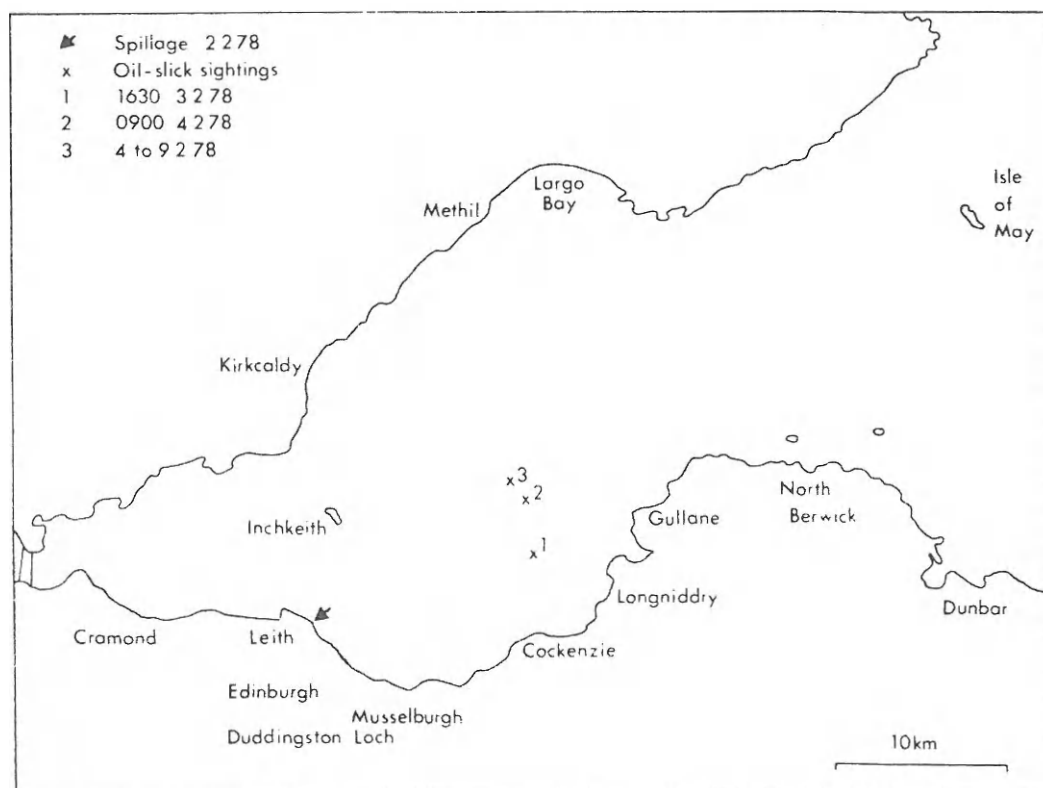 Spillage 2 2 78
x Oil-slick sightings
1 1630 3 2 78
2 0900 4 2 78
3 4 to 9 2 78
Largo
Bay
Methil
Isle
of
May
Kirkcaldy
x3
x2
North
Berwick
Gullane
Inchkeith
x1
Longniddry
Dunbar
Cramond
Leith
Cockenzie
Edinburgh
Musselburgh
Duddingston Loch
10km